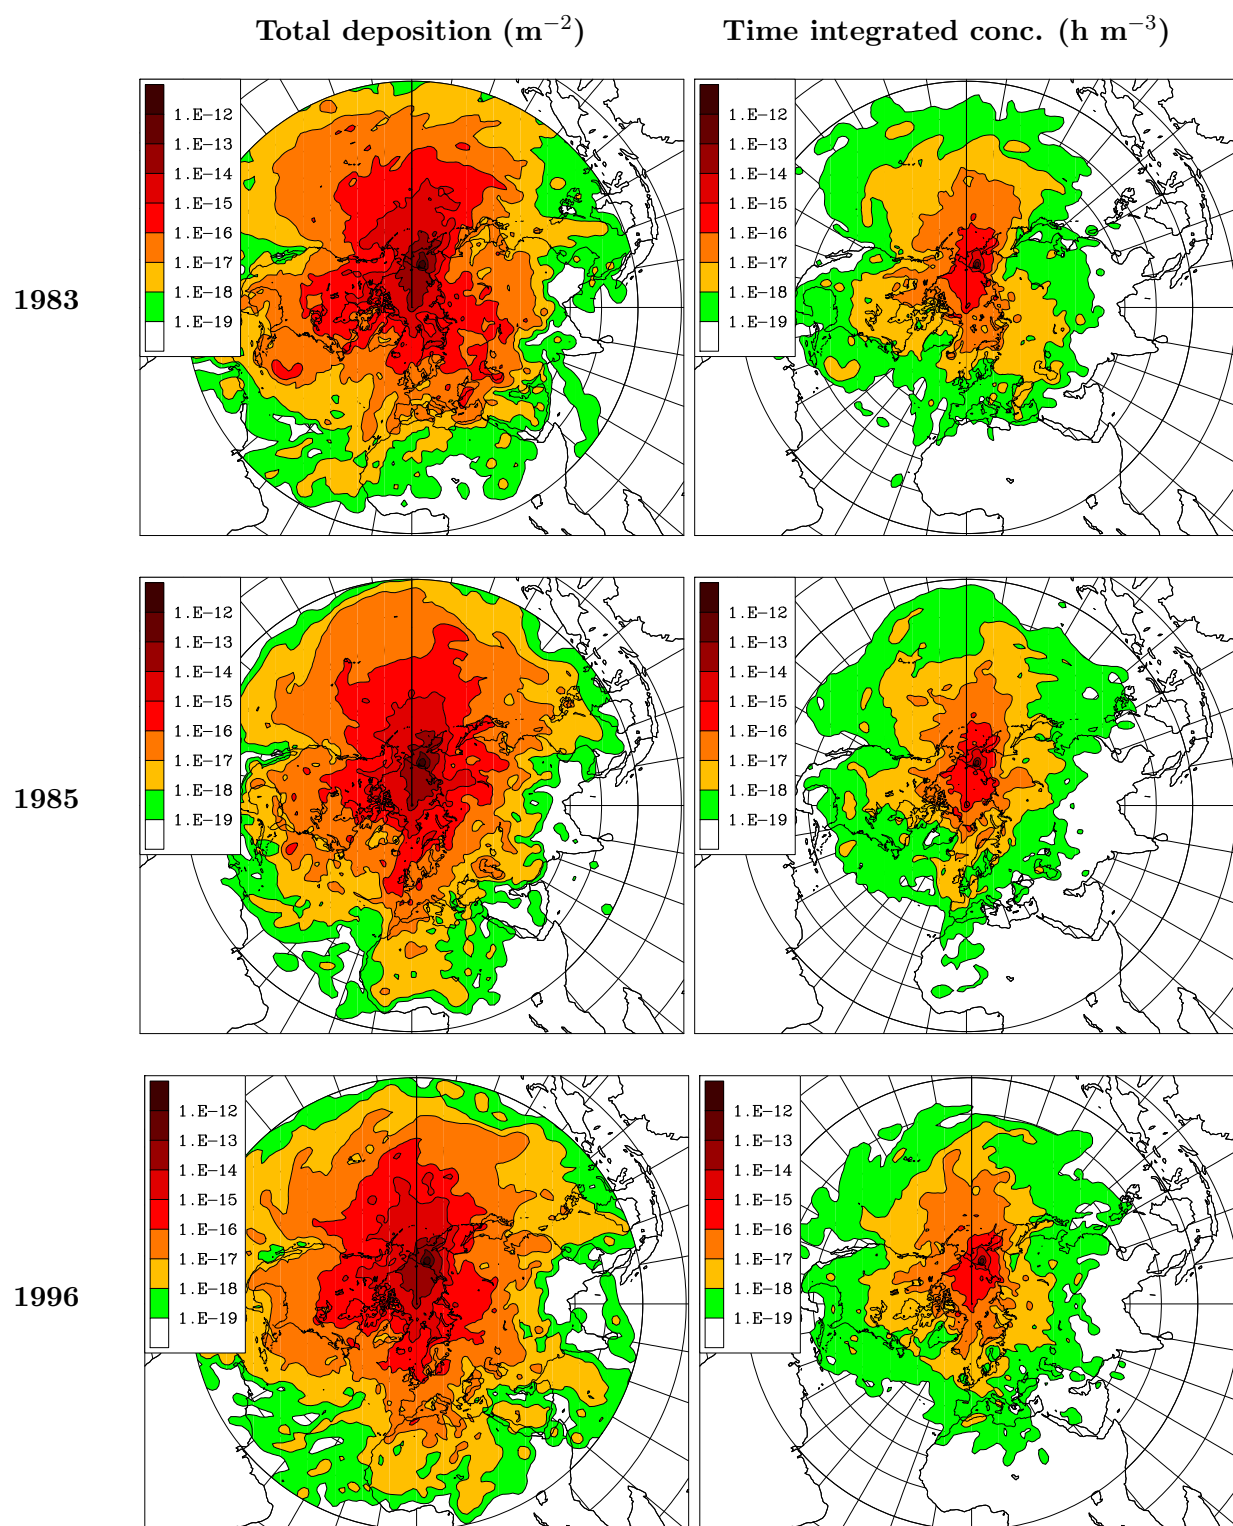 Total deposition (m⁻²) Time integrated conc. (h m⁻³)
1.E−12 1.E−12
1.E−13 1.E−13
1.E−14 1.E−14
1.E−15 1.E−15
1.E−16 1.E−16
1.E−17 1.E−17
1.E−18 1.E−18
1983
1.E−19 1.E−19
1.E−12 1.E−12
1.E−13 1.E−13
1.E−14 1.E−14
1.E−15 1.E−15
1.E−16 1.E−16
1.E−17 1.E−17
1.E−18 1.E−18
1985
1.E−19 1.E−19
1.E−12 1.E−12
1.E−13 1.E−13
1.E−14 1.E−14
1.E−15 1.E−15
1.E−16 1.E−16
1.E−17 1.E−17
1.E−18 1.E−18
1996
1.E−19 1.E−19